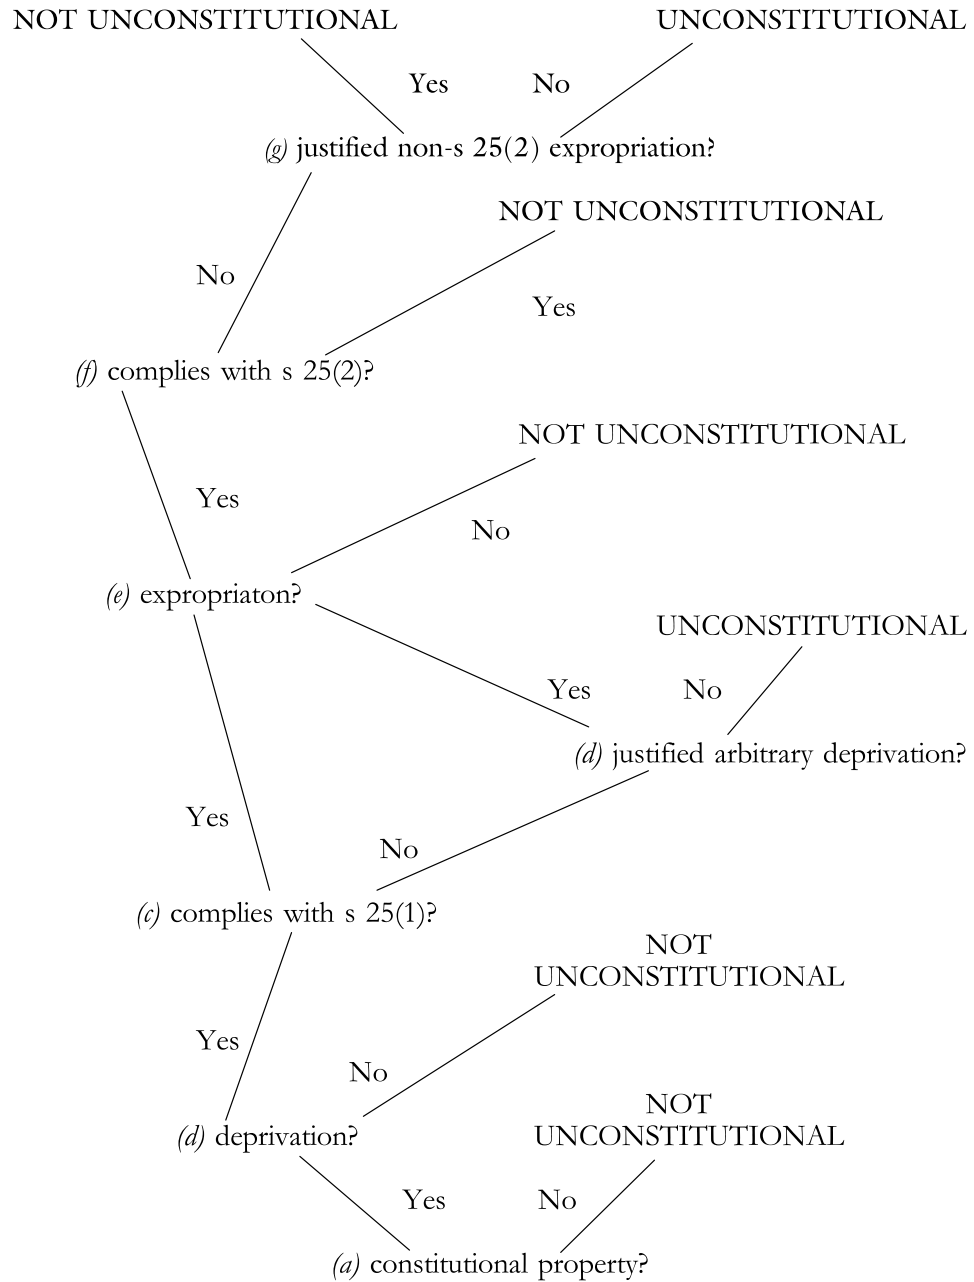 NOT UNCONSTITUTIONAL UNCONSTITUTIONAL
Yes No
(g) justified non-s 25(2) expropriation?
NOT UNCONSTITUTIONAL
No
Yes
(f) complies with s 25(2)?
NOT UNCONSTITUTIONAL
Yes
No
(e) expropriaton?
UNCONSTITUTIONAL
Yes No
(d) justified arbitrary deprivation?
Yes
No
(c) complies with s 25(1)?
NOT
UNCONSTITUTIONAL
Yes
No
NOT
(d) deprivation? UNCONSTITUTIONAL
Yes No
(a) constitutional property?